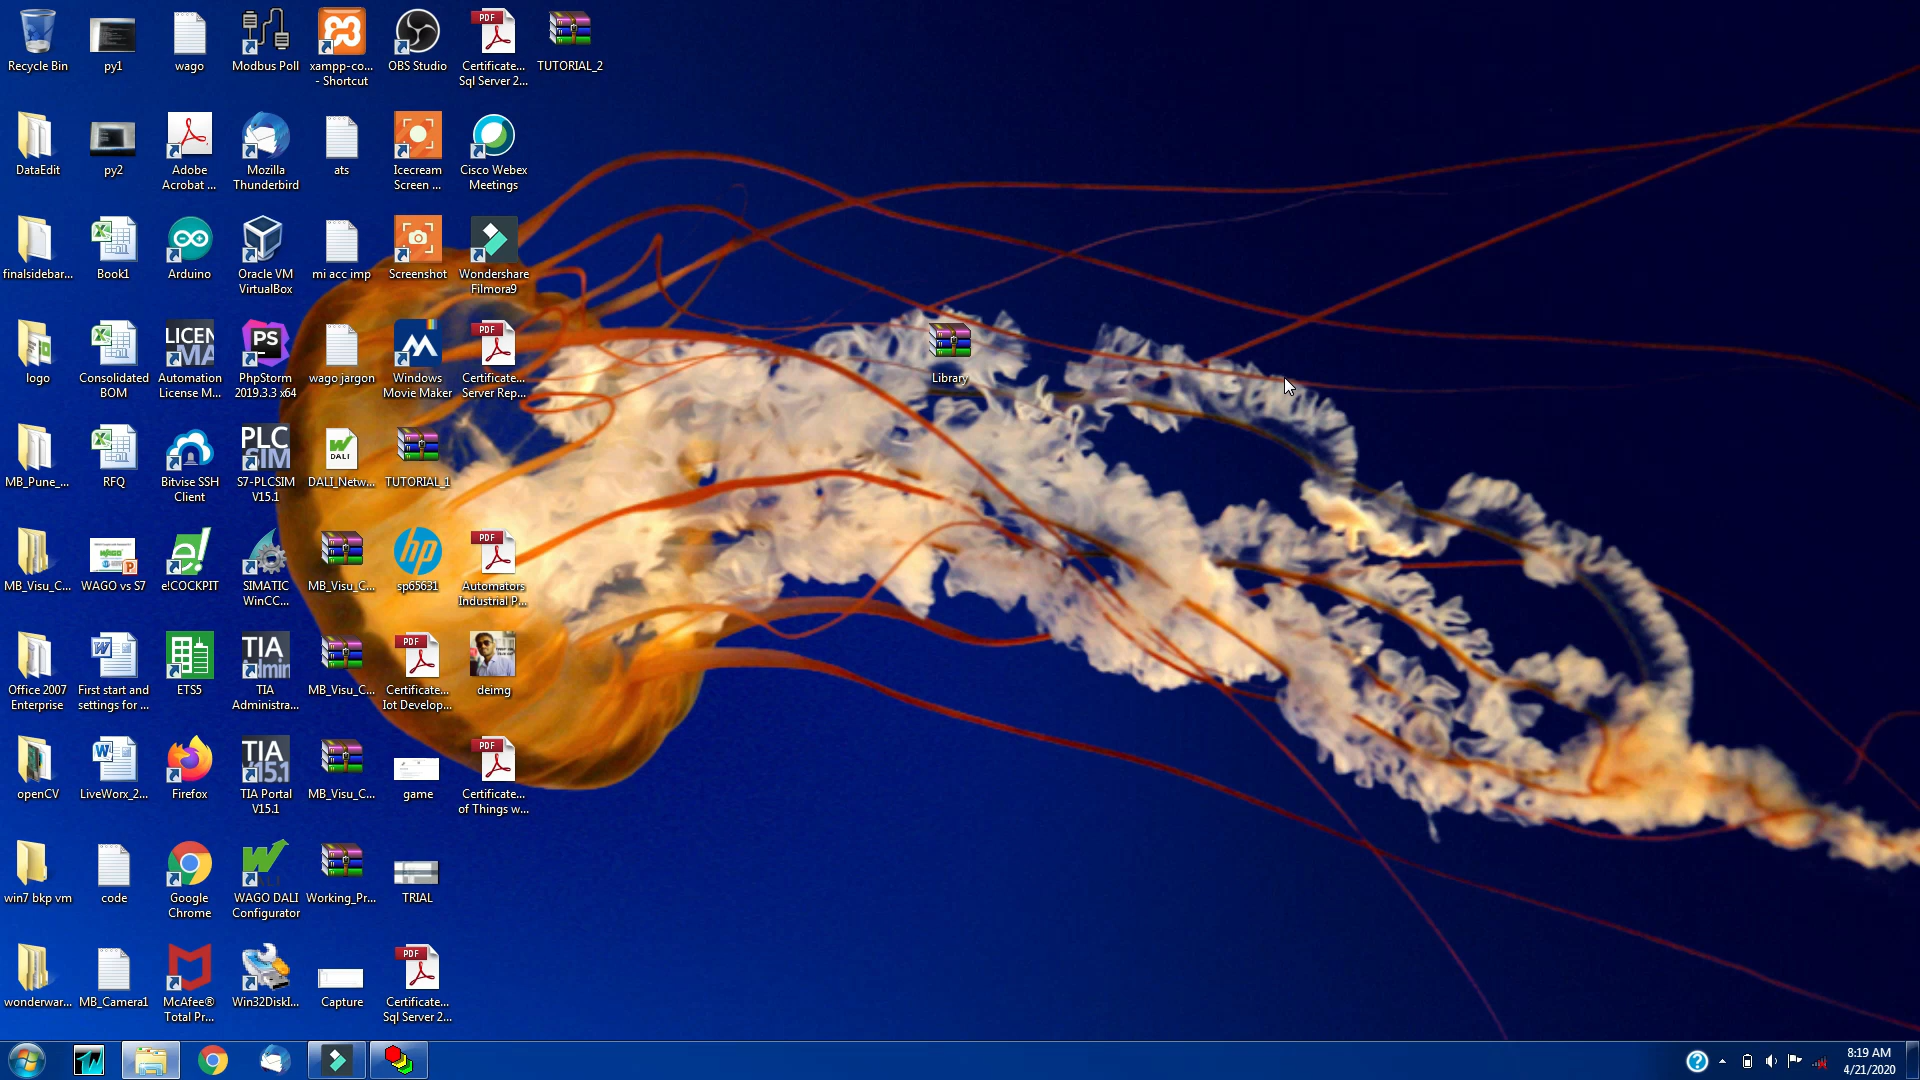 Recycle Bin
py1
wago
Modbus Poll
xampp-co...
- Shortcut
OBS Studio
Certificate...
Sql Server 2...
TUTORIAL_2
DataEdit
py2
Adobe
Acrobat ...
Mozilla
Thunderbird
ats
Icecream
Screen ...
Cisco Webex
Meetings
finalsidebar...
Book1
Arduino
Oracle VM
VirtualBox
mi acc imp
Screenshot
Wondershare
Filmora9
logo
Consolidated
BOM
Automation
License M...
PhpStorm
2019.3.3 x64
wago jargon
Windows
Movie Maker
Certificate...
Server Rep...
Library
MB_Pune_...
RFQ
Bitvise SSH
Client
S7-PLCSIM
V15.1
DALI_Netw...
TUTORIAL_1
MB_Visu_C...
WAGO vs S7
e!COCKPIT
SIMATIC
WinCC...
MB_Visu_C...
sp65631
Automators
Industrial P...
Office 2007
Enterprise
First start and
settings for ...
ETS5
TIA
Administra...
MB_Visu_C...
Certificate...
Iot Develop...
deimg
openCV
LiveWorx_2...
Firefox
TIA Portal
V15.1
MB_Visu_C...
game
Certificate...
of Things w...
win7 bkp vm
code
Google
Chrome
WAGO DALI
Configurator
Working_Pr...
TRIAL
wonderwar...
MB_Camera1
McAfee®
Total Pr...
Win32DiskI...
Capture
Certificate...
Sql Server 2...
8:19 AM
4/21/2020